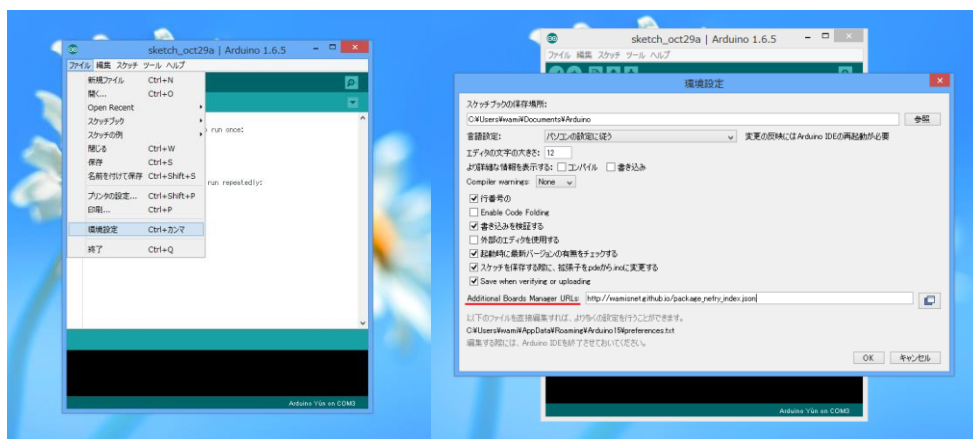 sketch_oct29a | Arduino 1.6.5
ファイル 編集 スケッチ ツール ヘルプ
新規ファイル Ctrl+N
開く... Ctrl+O
Open Recent
スケッチブック
スケッチの例
閉じる Ctrl+W
保存 Ctrl+S
名前を付けて保存 Ctrl+Shift+S
プリンタの設定... Ctrl+Shift+P
印刷... Ctrl+P
環境設定 Ctrl+カンマ
終了 Ctrl+Q
run once:
run repeatedly:
Arduino Yún on COM3
sketch_oct29a | Arduino 1.6.5
ファイル 編集 スケッチ ツール ヘルプ
環境設定
スケッチブックの保存場所:
C:¥Users¥wami¥Documents¥Arduino 参照
言語設定: パソコンの設定に従う 変更の反映にはArduino IDEの再起動が必要
エディタの文字の大きさ: 12
より詳細な情報を表示する: コンパイル 書き込み
Compiler warnings: None
行番号の
Enable Code Folding
書き込みを検証する
外部のエディタを使用する
起動時に最新バージョンの有無をチェックする
スケッチを保存する際に、拡張子をpdeから.inoに変更する
Save when verifying or uploading
Additional Boards Manager URLs: http://wamisnet.github.io/package_nefry_index.json
以下のファイルを直接編集すれば、より多くの設定を行うことができます。
C:¥Users¥wami¥AppData¥Roaming¥Arduino15¥preferences.txt
編集する際には、Arduino IDEを終了させておいてください。
OK キャンセル
Arduino Yún on COM3